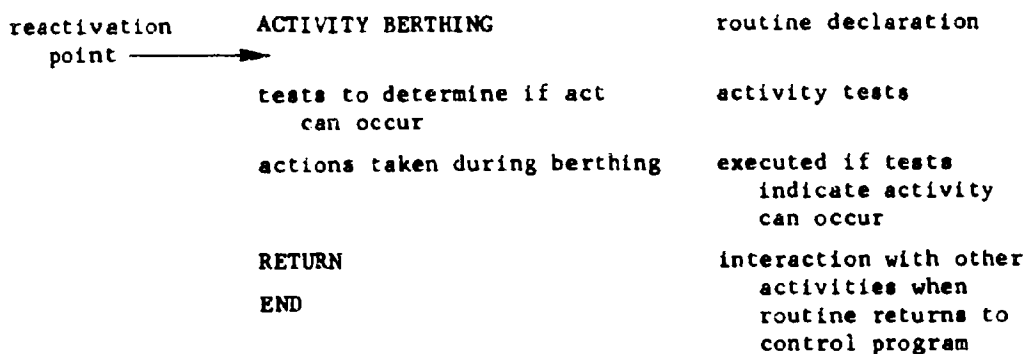 reactivation ACTIVITY BERTHING routine declaration
point
tests to determine if act activity tests
can occur
actions taken during berthing executed if tests
indicate activity
can occur
RETURN interaction with other
END activities when
routine returns to
control program